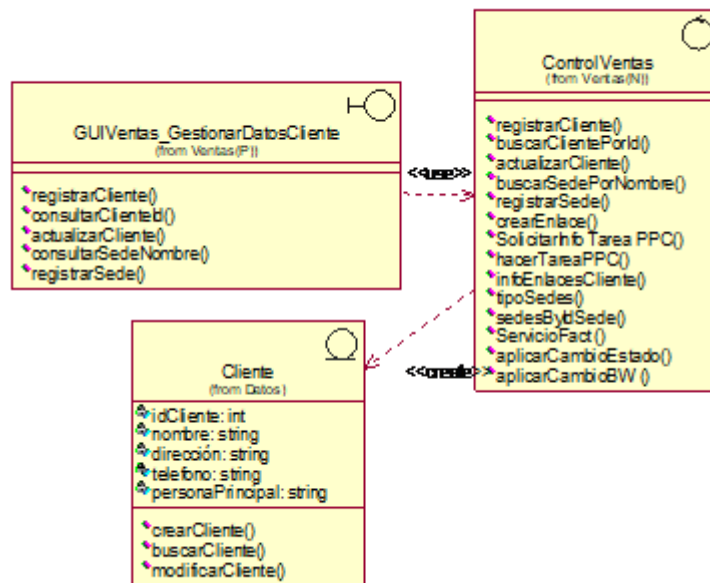 GUIVentas_GestionarDatosCliente
(from Ventas(P))
registrarCliente()
consultarClienteId()
actualizarCliente()
consultarSedeNombre()
registrarSede()
<<use>>
ControlVentas
(from Ventas(N))
registrarCliente()
buscarClientePorId()
actualizarCliente()
buscarSedePorNombre()
registrarSede()
crearEnlace()
SolicitarInfo Tarea PPC()
hacerTareaPPC()
infoEnlacesCliente()
tipoSedes()
sedesByIdSede()
ServicioFact()
aplicarCambioEstado()
aplicarCambioBW ()
<<create>>
Cliente
(from Datos)
idCliente: int
nombre: string
dirección: string
telefono: string
personaPrincipal: string
crearCliente()
buscarCliente()
modificarCliente()